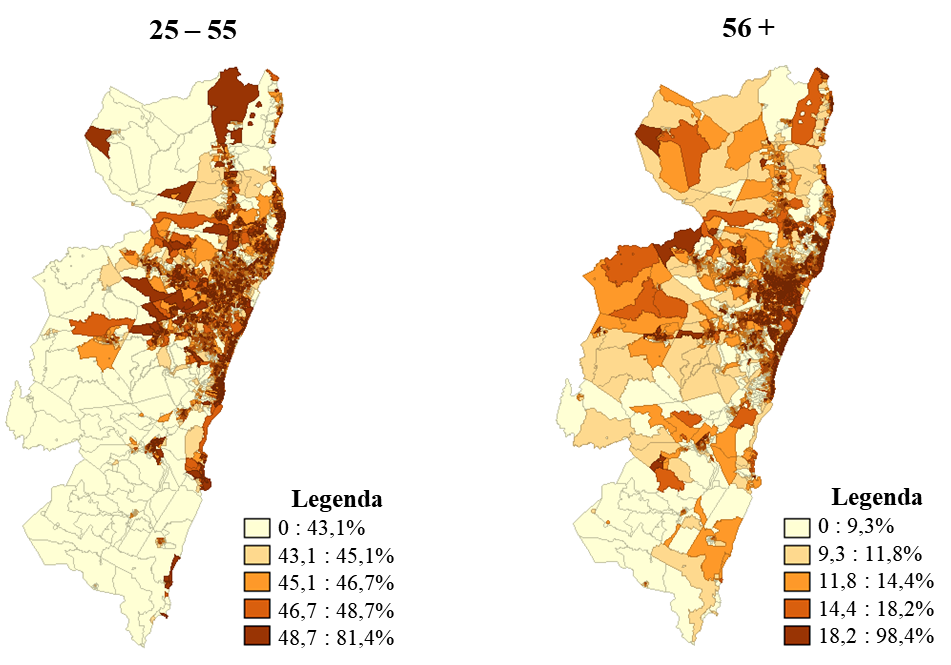 25 – 55
56 +
Legenda
0 : 43,1%
43,1 : 45,1%
45,1 : 46,7%
46,7 : 48,7%
48,7 : 81,4%
Legenda
0 : 9,3%
9,3 : 11,8%
11,8 : 14,4%
14,4 : 18,2%
18,2 : 98,4%